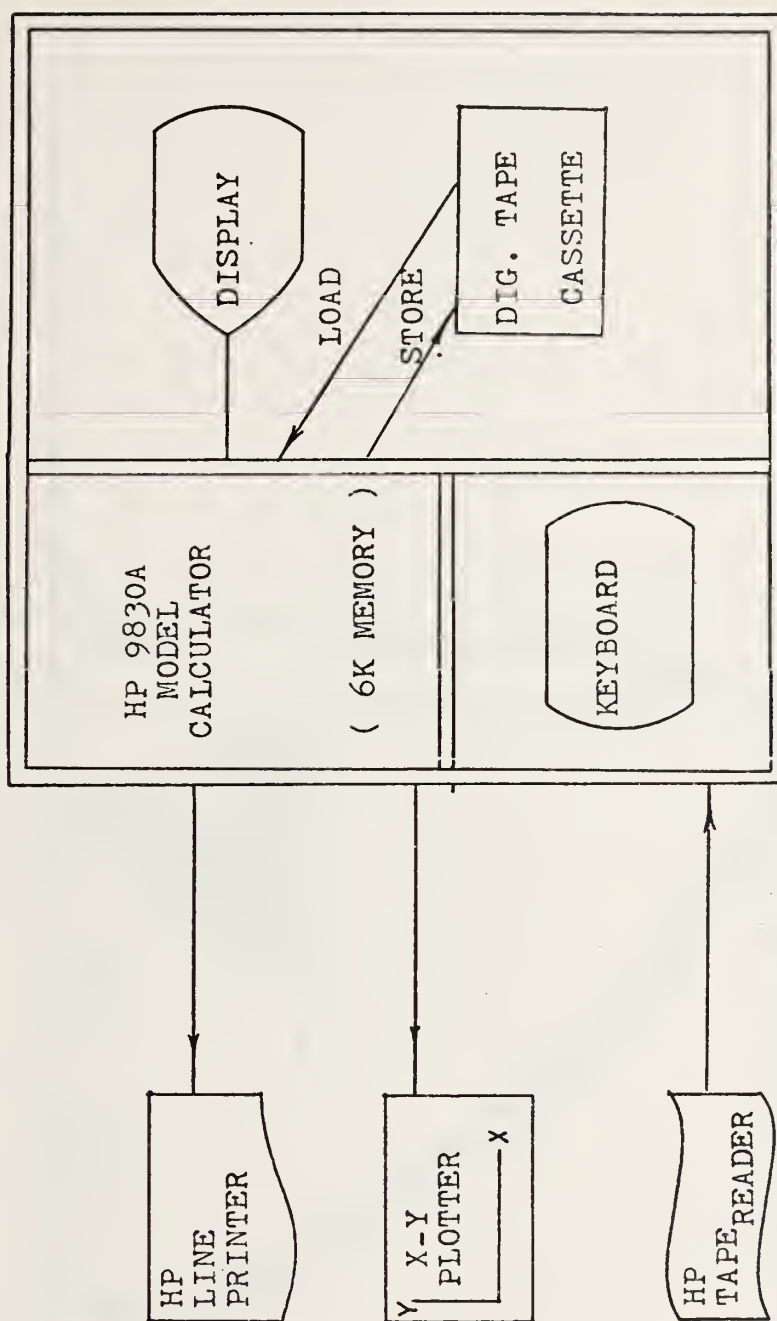 HP
LINE
PRINTER
Y
X-Y
PLOTTER
X
HP
TAPE
READER
HP 9830A
MODEL
CALCULATOR
( 6K MEMORY )
KEYBOARD
DISPLAY
LOAD
STORE
DIG. TAPE
CASSETTE